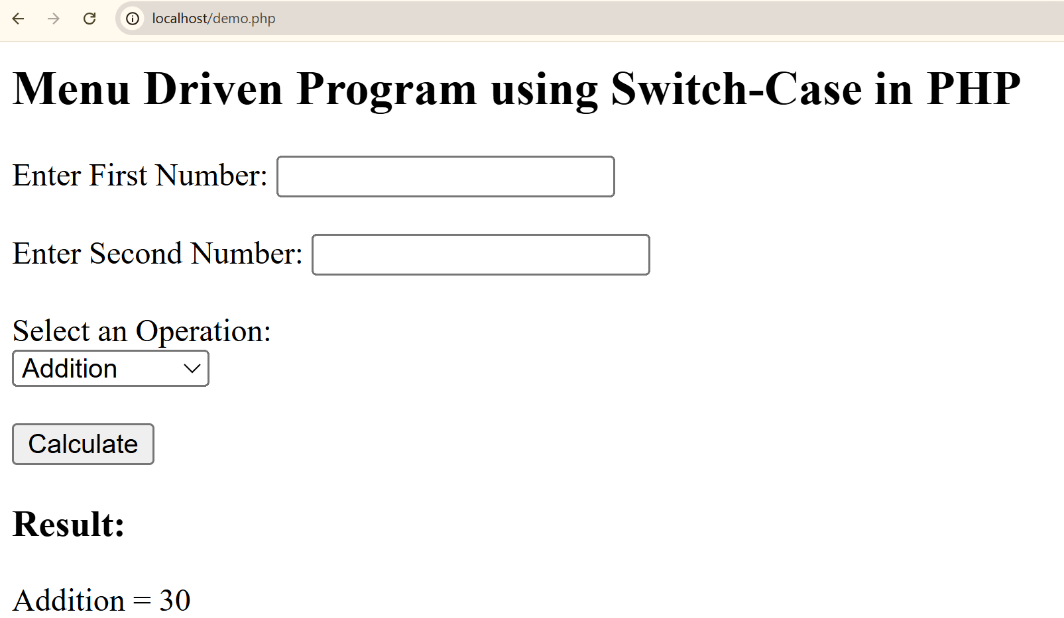 localhost/demo.php
Menu Driven Program using Switch-Case in PHP
Enter First Number:
Enter Second Number:
Select an Operation:
Addition
Calculate
Result:
Addition = 30